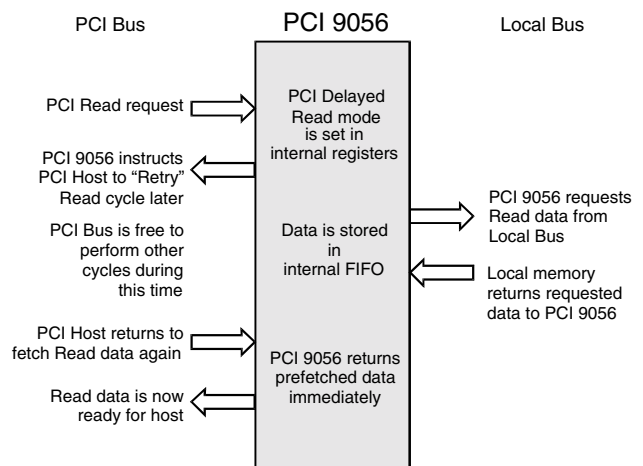 PCI Bus
PCI 9056
Local Bus
PCI Read request
PCI Delayed
Read mode
is set in
internal registers
PCI 9056 instructs
PCI Host to “Retry”
Read cycle later
PCI 9056 requests
Read data from
Local Bus
PCI Bus is free to
perform other
cycles during
this time
Data is stored
in
internal FIFO
Local memory
returns requested
data to PCI 9056
PCI Host returns to
fetch Read data again
PCI 9056 returns
prefetched data
immediately
Read data is now
ready for host